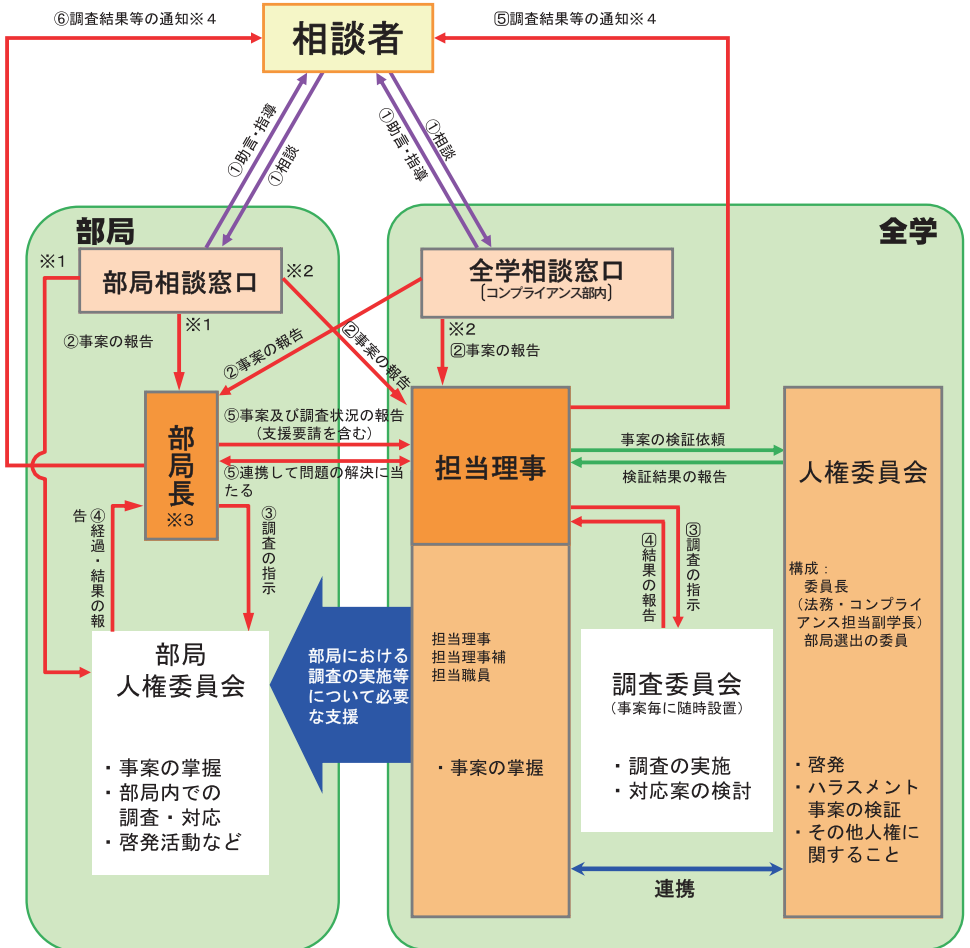 ⑥調査結果等の通知※4
相談者
⑤調査結果等の通知※4
①助言・指導
①相談
①助言・指導
①相談
部局
全学
※1
部局相談窓口
※2
全学相談窓口
〔コンプライアンス部内〕
※1
②事案の報告
②事案の報告
②事案の報告
※2
②事案の報告
部局長
※3
⑤事案及び調査状況の報告
(支援要請を含む)
⑤連携して問題の解決に当
たる
担当理事
事案の検証依頼
検証結果の報告
人権委員会
④経過・結果の報
告
③調査の指示
④結果の報告
③調査の指示
構成:
委員長
(法務・コンプライ
アンス担当副学長)
部局選出の委員
部局
人権委員会
・事案の掌握
・部局内での
調査・対応
・啓発活動など
部局における
調査の実施等
について必要
な支援
担当理事
担当理事補
担当職員
・事案の掌握
調査委員会
(事案毎に随時設置)
・調査の実施
・対応案の検討
・啓発
・ハラスメント
事案の検証
・その他人権に
関すること
連携